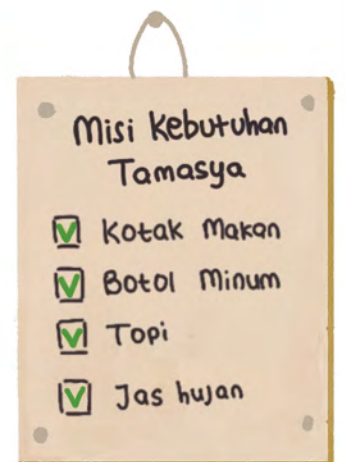 Misi Kebutuhan
Tamasya
Kotak Makan
Botol Minum
Topi
Jas hujan